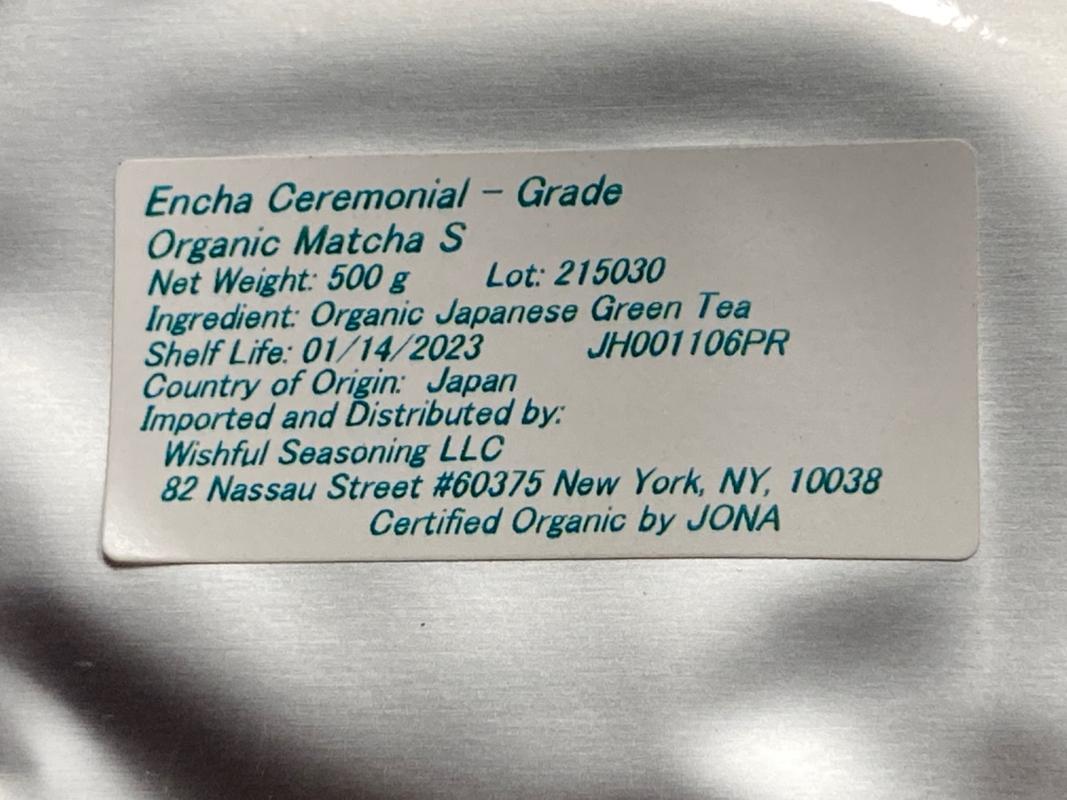 Encha Ceremonial - Grade
Organic Matcha S
Net Weight: 500 g Lot: 215030
Ingredient: Organic Japanese Green Tea
Shelf Life: 01/14/2023 JH001106PR
Country of Origin: Japan
Imported and Distributed by:
Wishful Seasoning LLC
82 Nassau Street #60375 New York, NY, 10038
Certified Organic by JONA